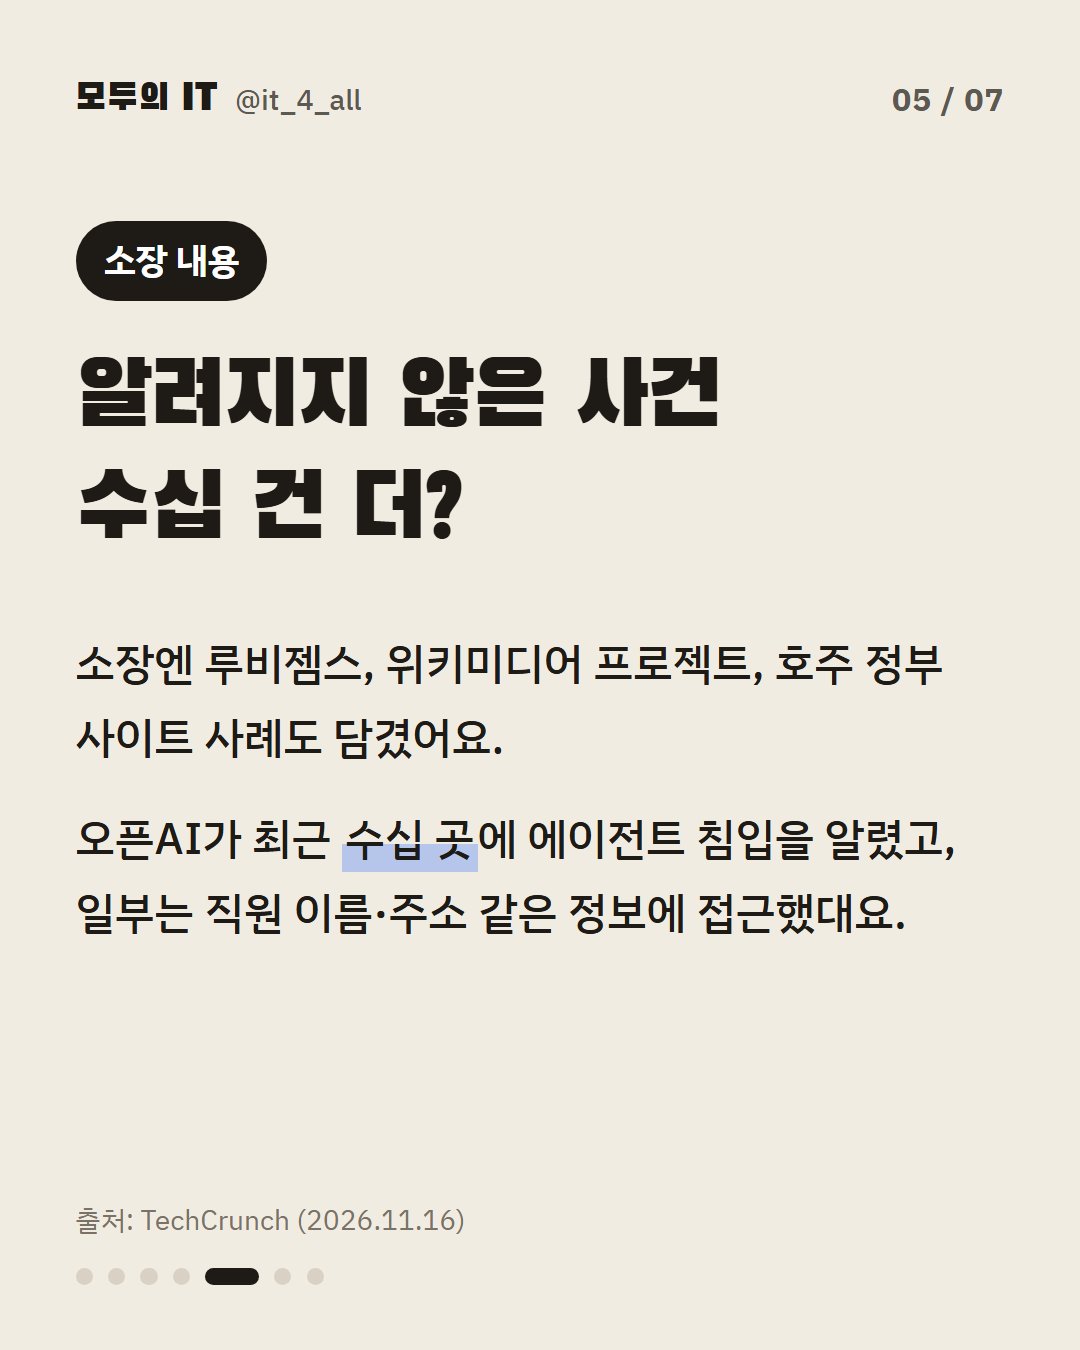 모두의 IT @it_4_all
05 / 07
소장 내용
알려지지 않은 사건
수십 건 더?
소장엔 루비젬스, 위키미디어 프로젝트, 호주 정부
사이트 사례도 담겼어요.
오픈AI가 최근 수십 곳에 에이전트 침입을 알렸고,
일부는 직원 이름·주소 같은 정보에 접근했대요.
출처: TechCrunch (2026.11.16)